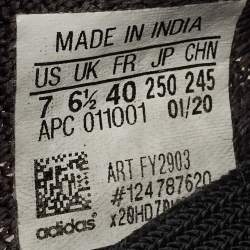 MADE IN INDIA
US UK FR JP CHN
7 6½ 40 250 245
APC 011001 01/20
ART FY2903
#124787620
adidas